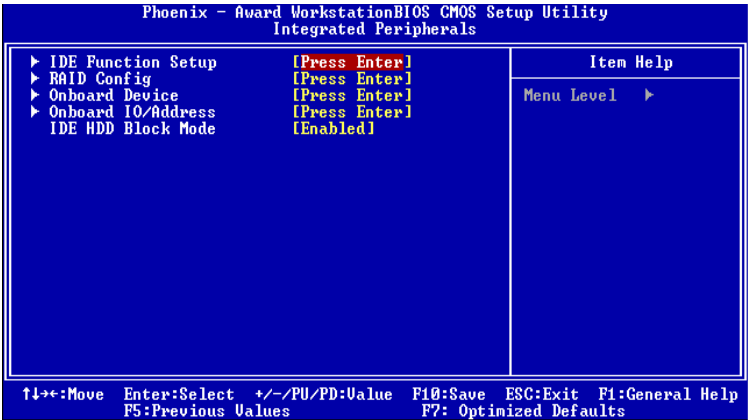 Phoenix - Award WorkstationBIOS CMOS Setup Utility
Integrated Peripherals
▶ IDE Function Setup [Press Enter]
▶ RAID Config [Press Enter]
▶ Onboard Device [Press Enter]
▶ Onboard IO/Address [Press Enter]
IDE HDD Block Mode [Enabled]
Item Help
Menu Level ▶
↑↓→←:Move Enter:Select +/-/PU/PD:Value F10:Save ESC:Exit F1:General Help
F5:Previous Values F7: Optimized Defaults